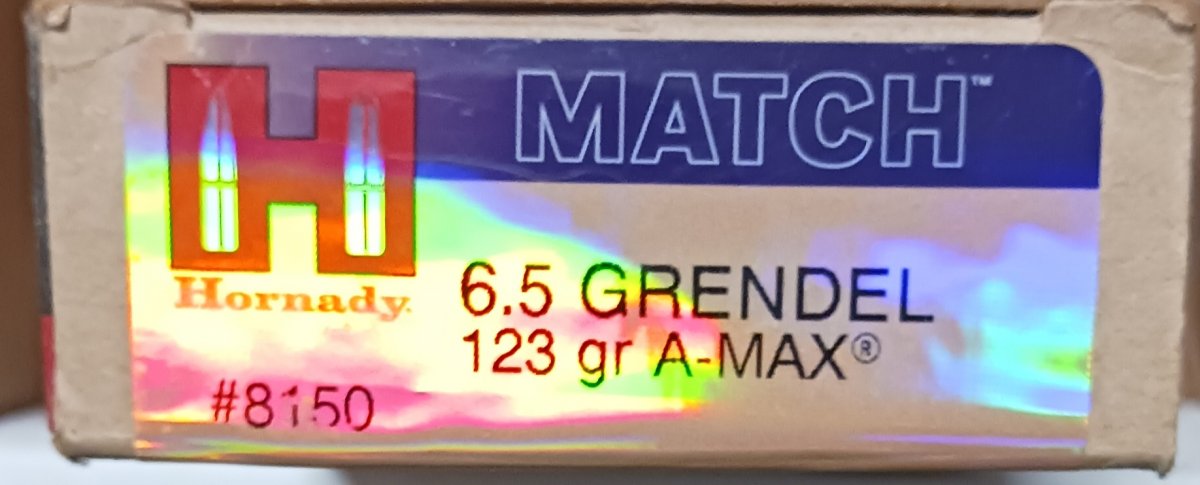 MATCH™
Hornady
6.5 GRENDEL
123 gr A-MAX®
#8150